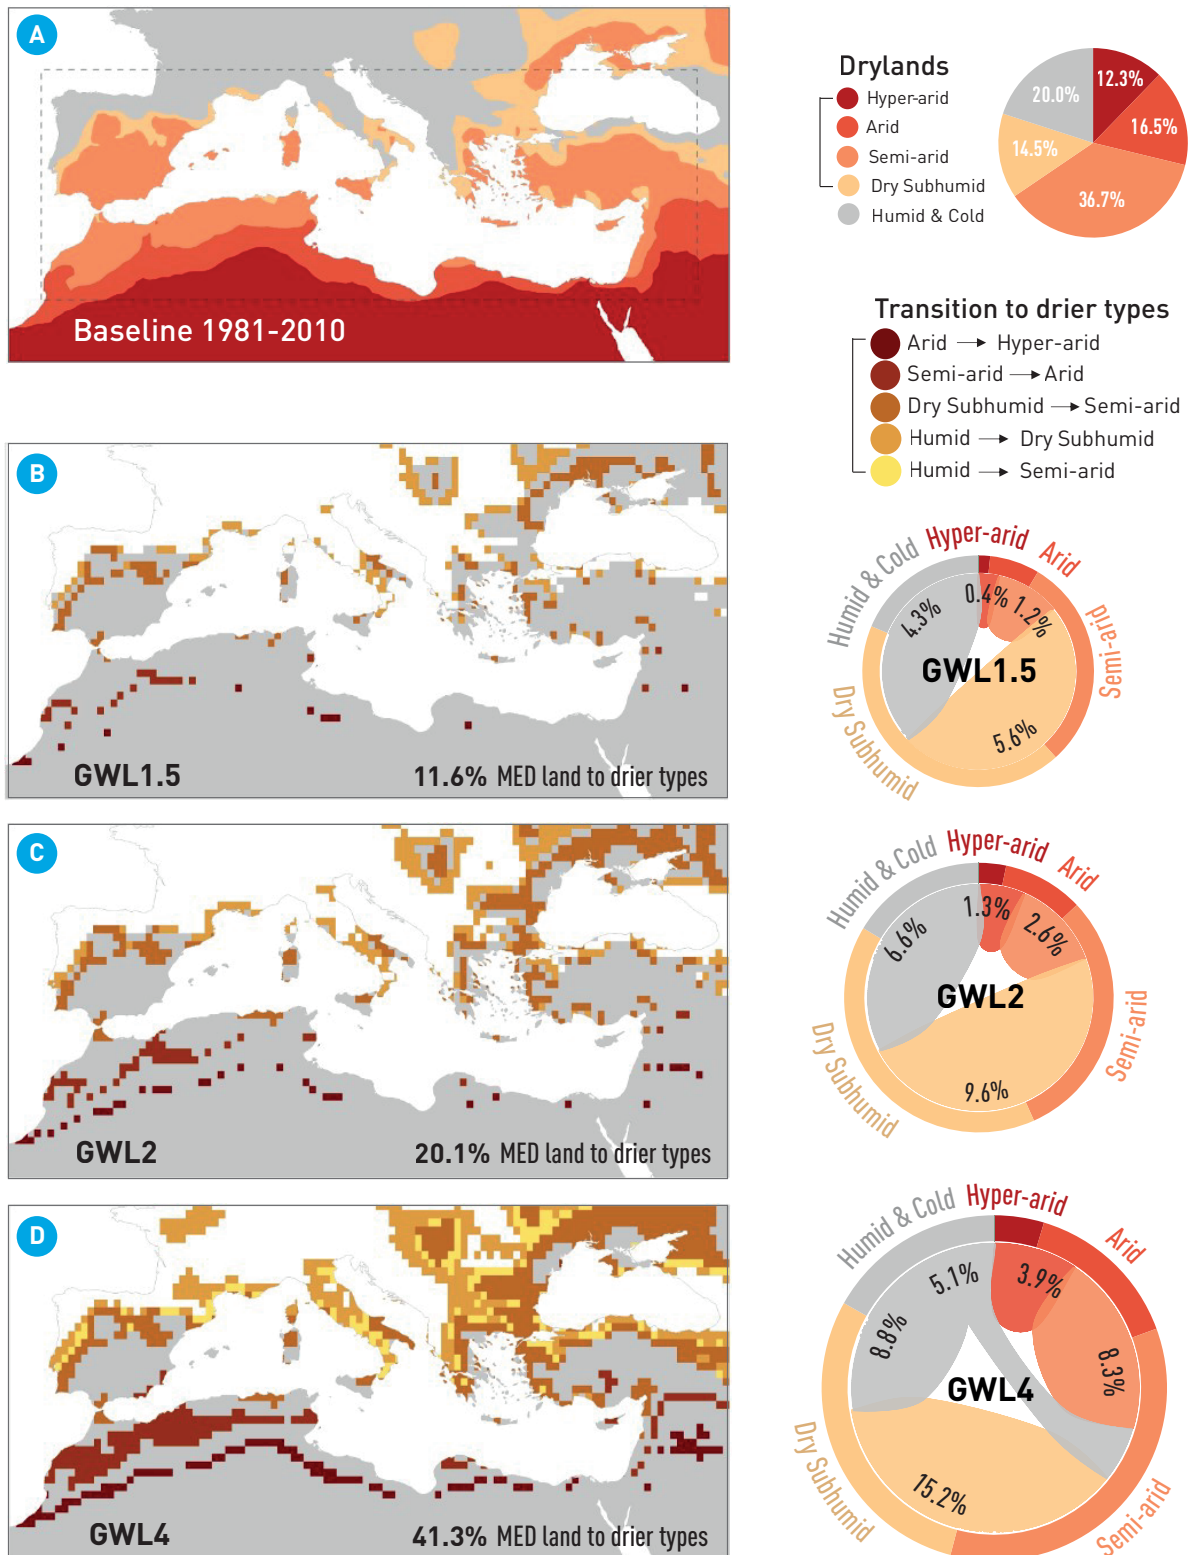 A
Baseline 1981-2010
Drylands
Hyper-arid
Arid
Semi-arid
Dry Subhumid
Humid & Cold
12.3%
16.5%
36.7%
14.5%
20.0%
Transition to drier types
Arid → Hyper-arid
Semi-arid → Arid
Dry Subhumid → Semi-arid
Humid → Dry Subhumid
Humid → Semi-arid
B
GWL1.5
11.6% MED land to drier types
Humid & Cold
Hyper-arid
Arid
Semi-arid
Dry Subhumid
4.3%
0.4%
1.2%
5.6%
GWL1.5
C
GWL2
20.1% MED land to drier types
Humid & Cold
Hyper-arid
Arid
Semi-arid
Dry Subhumid
6.6%
1.3%
2.6%
9.6%
GWL2
D
GWL4
41.3% MED land to drier types
Humid & Cold
Hyper-arid
Arid
Semi-arid
Dry Subhumid
8.8%
5.1%
3.9%
8.3%
15.2%
GWL4